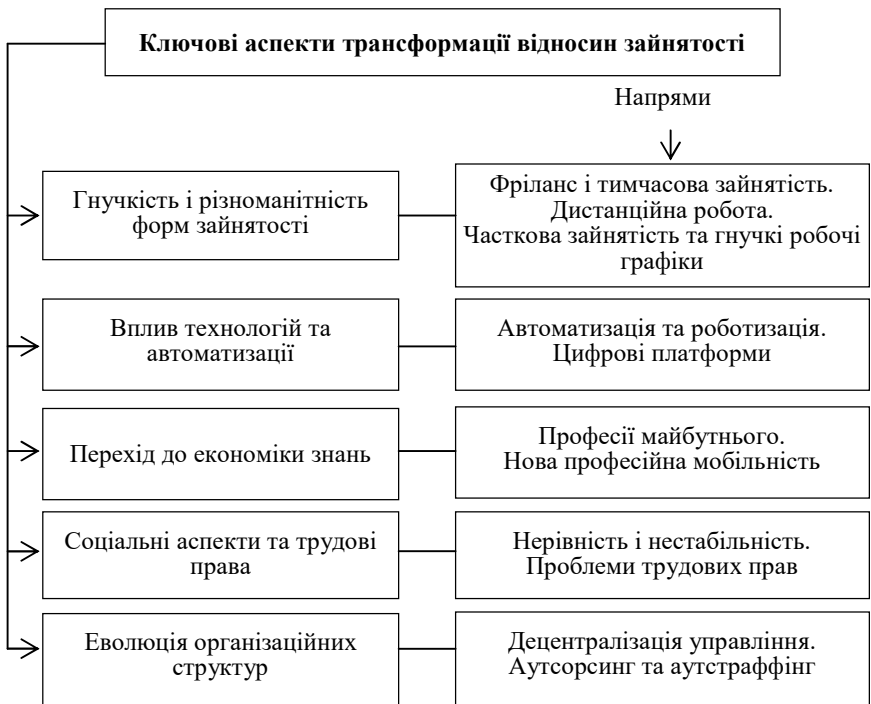 Ключові аспекти трансформації відносин зайнятості
Напрями
Гнучкість і різноманітність
форм зайнятості
Фріланс і тимчасова зайнятість.
Дистанційна робота.
Часткова зайнятість та гнучкі робочі
графіки
Вплив технологій та
автоматизації
Автоматизація та роботизація.
Цифрові платформи
Перехід до економіки знань
Професії майбутнього.
Нова професійна мобільність
Соціальні аспекти та трудові
права
Нерівність і нестабільність.
Проблеми трудових прав
Еволюція організаційних
структур
Децентралізація управління.
Аутсорсинг та аутстраффінг